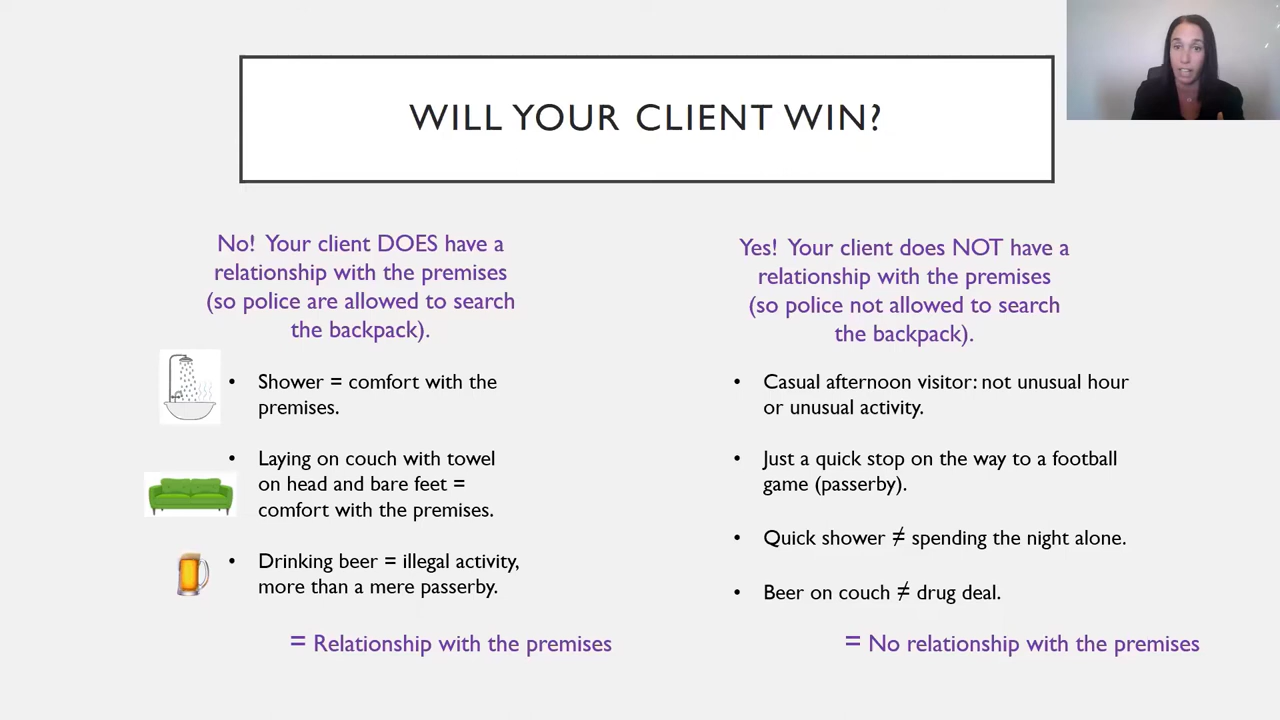 WILL YOUR CLIENT WIN?
No! Your client DOES have a
relationship with the premises
(so police are allowed to search
the backpack).
• Shower = comfort with the
premises.
• Laying on couch with towel
on head and bare feet =
comfort with the premises.
• Drinking beer = illegal activity,
more than a mere passerby.
= Relationship with the premises
Yes! Your client does NOT have a
relationship with the premises
(so police not allowed to search
the backpack).
• Casual afternoon visitor: not unusual hour
or unusual activity.
• Just a quick stop on the way to a football
game (passerby).
• Quick shower ≠ spending the night alone.
• Beer on couch ≠ drug deal.
= No relationship with the premises